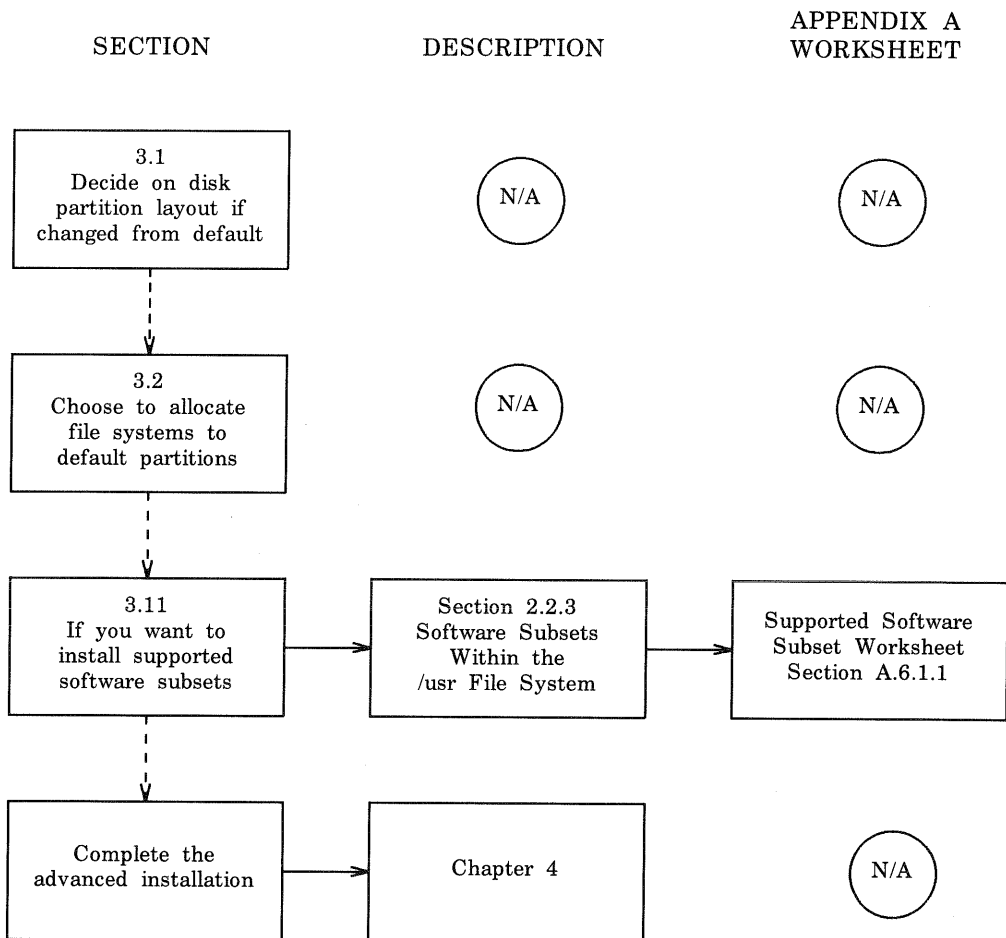 SECTION
DESCRIPTION
APPENDIX A
WORKSHEET
3.1
Decide on disk
partition layout if
changed from default
N/A
N/A
3.2
Choose to allocate
file systems to
default partitions
N/A
N/A
3.11
If you want to
install supported
software subsets
Section 2.2.3
Software Subsets
Within the
/usr File System
Supported Software
Subset Worksheet
Section A.6.1.1
Complete the
advanced installation
Chapter 4
N/A